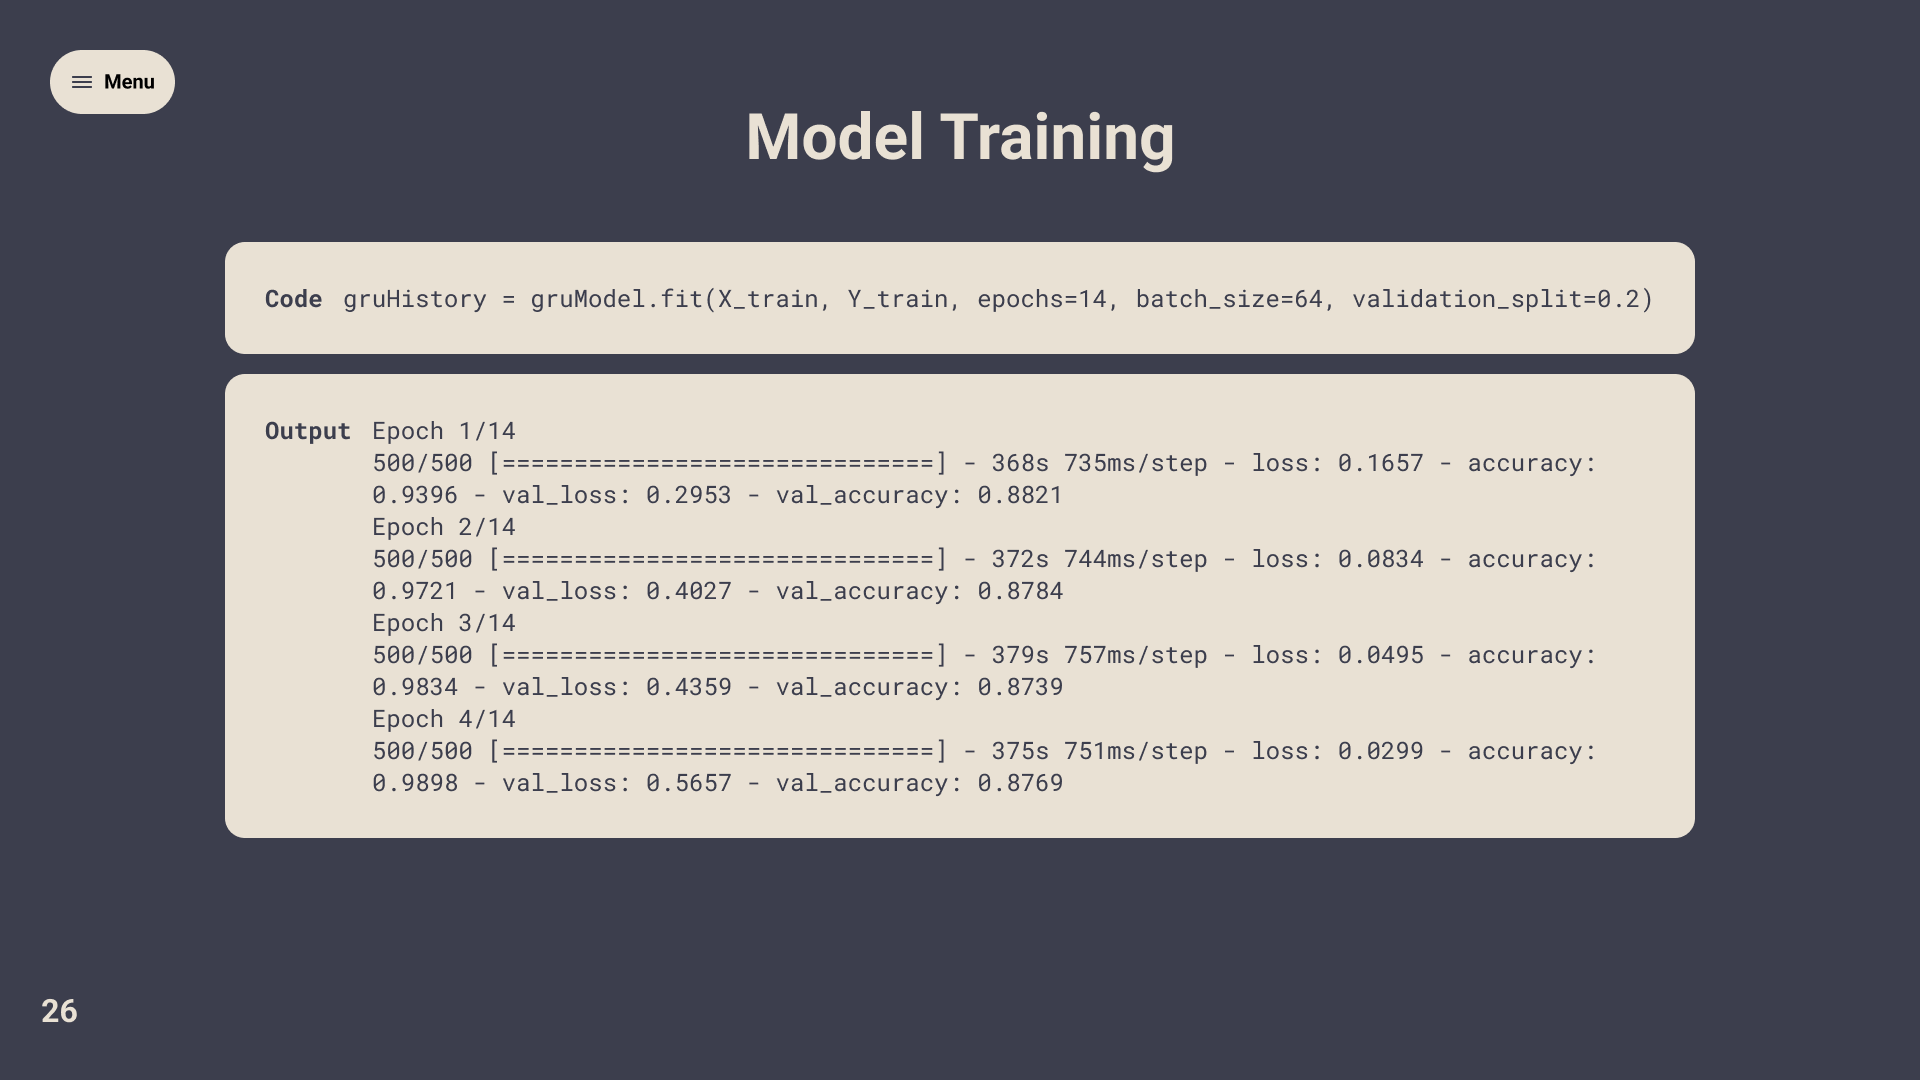 Menu
Model Training
Code gruHistory = gruModel.fit(X_train, Y_train, epochs=14, batch_size=64, validation_split=0.2)
Output Epoch 1/14
500/500 [==============================] - 368s 735ms/step - loss: 0.1657 - accuracy:
0.9396 - val_loss: 0.2953 - val_accuracy: 0.8821
Epoch 2/14
500/500 [==============================] - 372s 744ms/step - loss: 0.0834 - accuracy:
0.9721 - val_loss: 0.4027 - val_accuracy: 0.8784
Epoch 3/14
500/500 [==============================] - 379s 757ms/step - loss: 0.0495 - accuracy:
0.9834 - val_loss: 0.4359 - val_accuracy: 0.8739
Epoch 4/14
500/500 [==============================] - 375s 751ms/step - loss: 0.0299 - accuracy:
0.9898 - val_loss: 0.5657 - val_accuracy: 0.8769
26